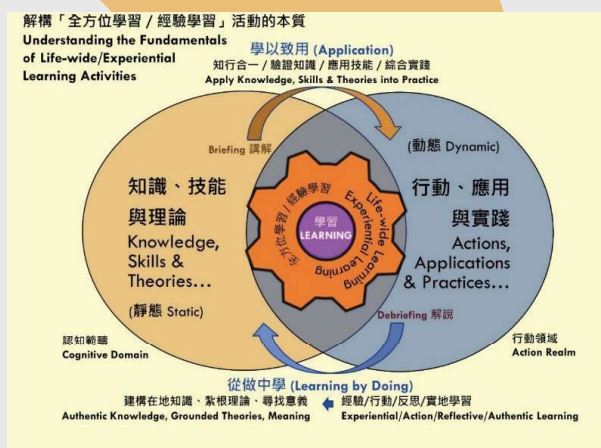 解構「全方位學習 / 經驗學習」活動的本質
Understanding the Fundamentals
of Life-wide/Experiential
Learning Activities
學以致用 (Application)
知行合一 / 驗證知識 / 應用技能 / 綜合實踐
Apply Knowledge, Skills & Theories into Practice
Briefing 講解
(動態 Dynamic)
知識、技能
與理論
Knowledge,
Skills &
Theories...
(靜態 Static)
全方位學習 / 經驗學習
Life-wide Learning
Experiential Learning
學習
LEARNING
行動、應用
與實踐
Actions,
Applications
& Practices...
Debriefing 解說
認知範疇
Cognitive Domain
行動領域
Action Realm
從做中學 (Learning by Doing)
建構在地知識、紮根理論、尋找意義
經驗/行動/反思/實地學習
Authentic Knowledge, Grounded Theories, Meaning
Experiential/Action/Reflective/Authentic Learning